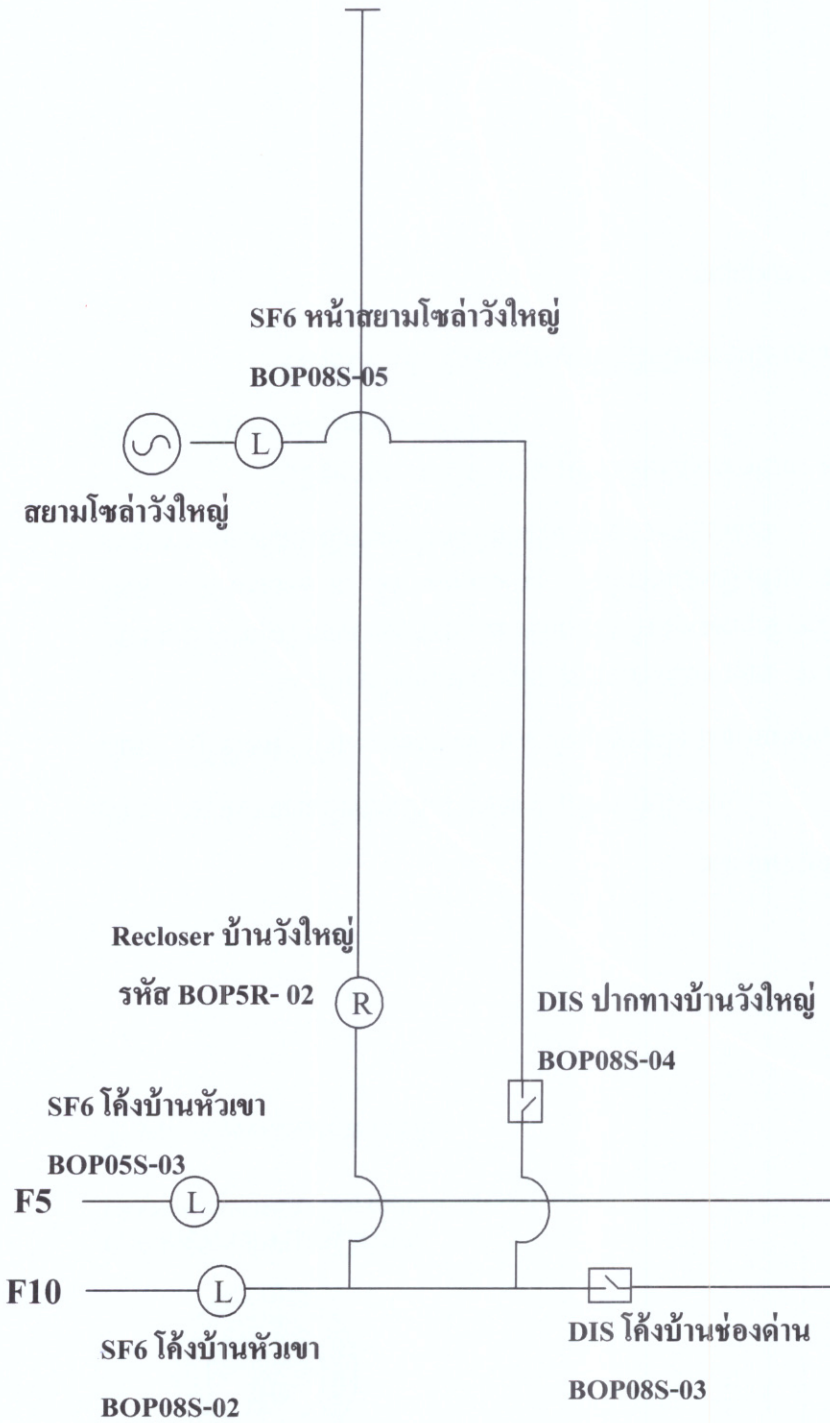 SF6 หน้าสยามโซล่าวังใหญ่
BOP08S-05
L
สยามโซล่าวังใหญ่
Recloser บ้านวังใหญ่
รหัส BOP5R- 02
R
DIS ปากทางบ้านวังใหญ่
BOP08S-04
SF6 โค้งบ้านหัวเขา
BOP05S-03
F5
L
F10
L
SF6 โค้งบ้านหัวเขา
BOP08S-02
DIS โค้งบ้านช่องด่าน
BOP08S-03